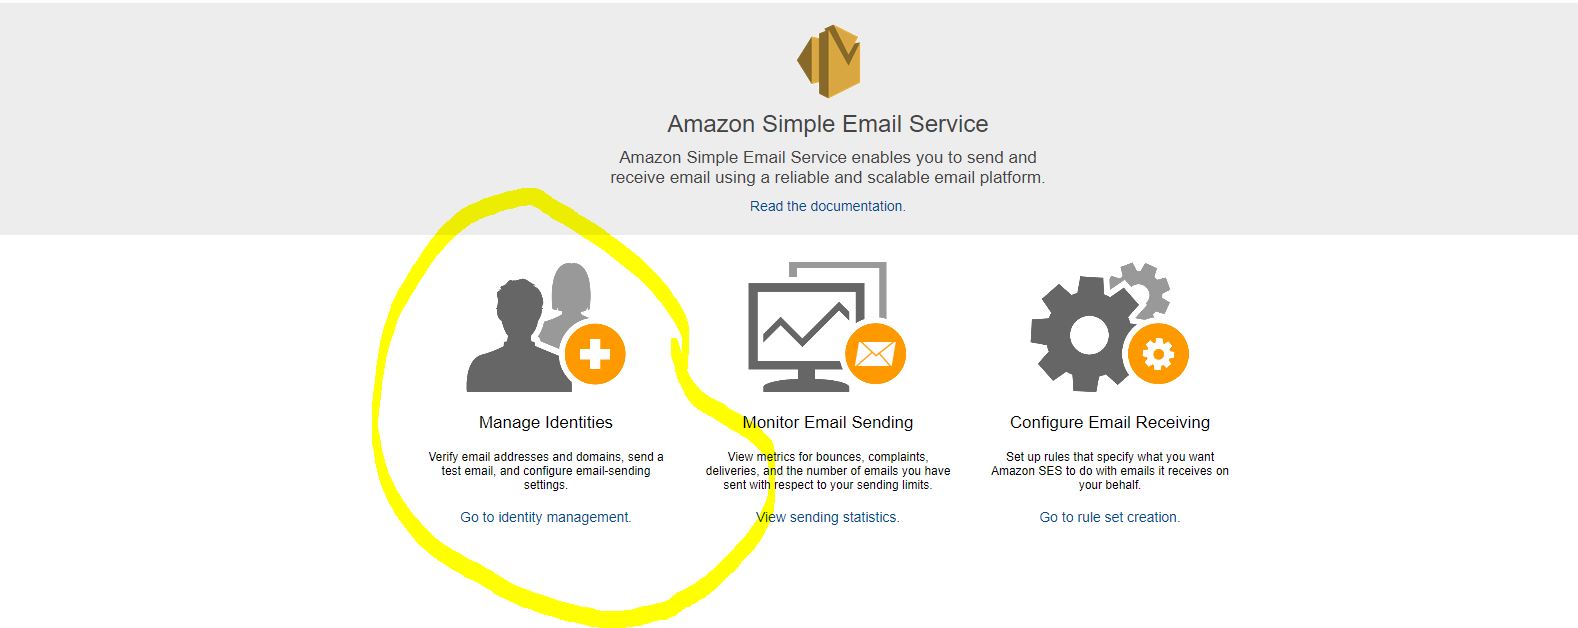 Amazon Simple Email Service
Amazon Simple Email Service enables you to send and
receive email using a reliable and scalable email platform.
Read the documentation.
Manage Identities
Verify email addresses and domains, send a
test email, and configure email-sending
settings.
Go to identity management.
Monitor Email Sending
View metrics for bounces, complaints,
deliveries, and the number of emails you have
sent with respect to your sending limits.
View sending statistics.
Configure Email Receiving
Set up rules that specify what you want
Amazon SES to do with emails it receives on
your behalf.
Go to rule set creation.